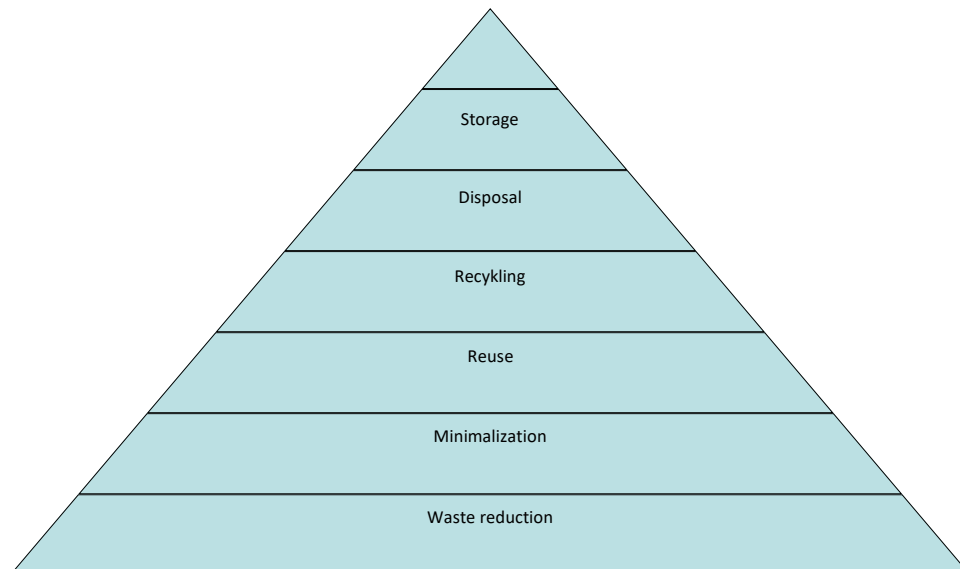 Storage
Disposal
Recykling
Reuse
Minimalization
Waste reduction